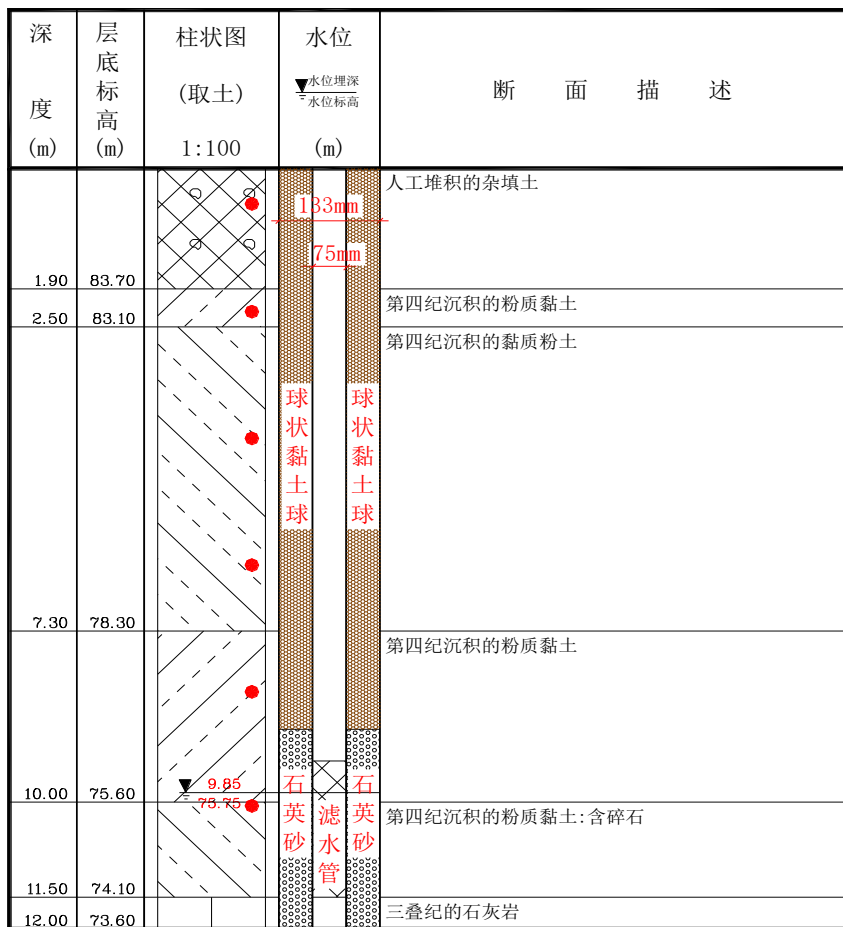 深度(m)
层底标高(m)
柱状图
(取土)
1:100
水位
水位埋深
水位标高
(m)
断面描述
人工堆积的杂填土
133mm
75mm
1.90 83.70
第四纪沉积的粉质黏土
2.50 83.10
第四纪沉积的黏质粉土
球状黏土球
球状黏土球
7.30 78.30
第四纪沉积的粉质黏土
9.85
75.75
10.00 75.60
石英砂
滤水管
石英砂
第四纪沉积的粉质黏土:含碎石
11.50 74.10
三叠纪的石灰岩
12.00 73.60